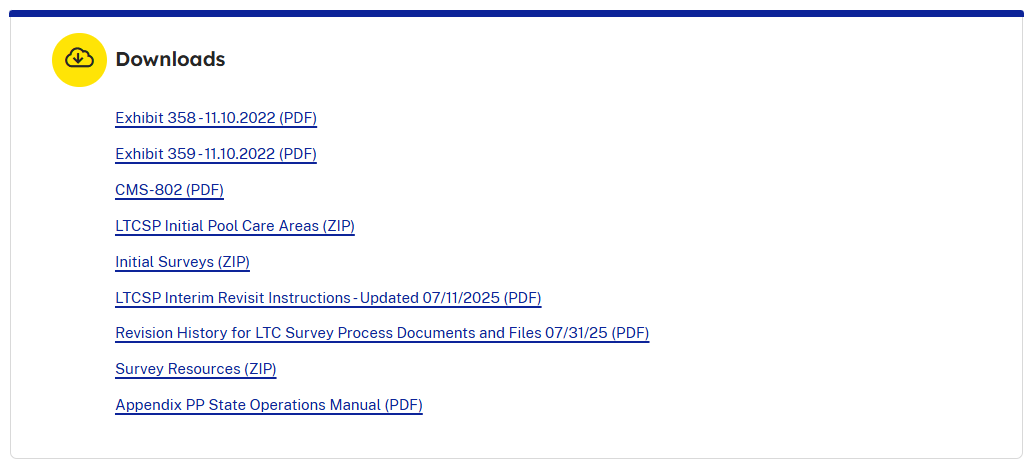 Downloads
Exhibit 358 - 11.10.2022 (PDF)
Exhibit 359 - 11.10.2022 (PDF)
CMS-802 (PDF)
LTCSP Initial Pool Care Areas (ZIP)
Initial Surveys (ZIP)
LTCSP Interim Revisit Instructions - Updated 07/11/2025 (PDF)
Revision History for LTC Survey Process Documents and Files 07/31/25 (PDF)
Survey Resources (ZIP)
Appendix PP State Operations Manual (PDF)